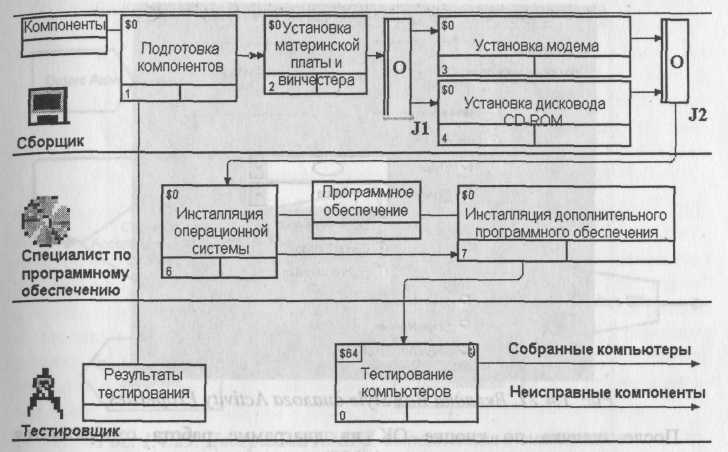 Компоненты
$0
Подготовка
компонентов
1
$0
Установка
материнской
платы и
винчестера
2
O
J1
$0
Установка модема
3
$0
Установка дисковода
CD-ROM
4
O
J2
Сборщик
$0
Инсталляция
операционной
системы
6
Программное
обеспечение
$0
Инсталляция дополнительного
программного обеспечения
7
Специалист по
программному
обеспечению
Результаты
тестирования
$64
Тестирование
компьютеров
0
Собранные компьютеры
Неисправные компоненты
Тестировщик